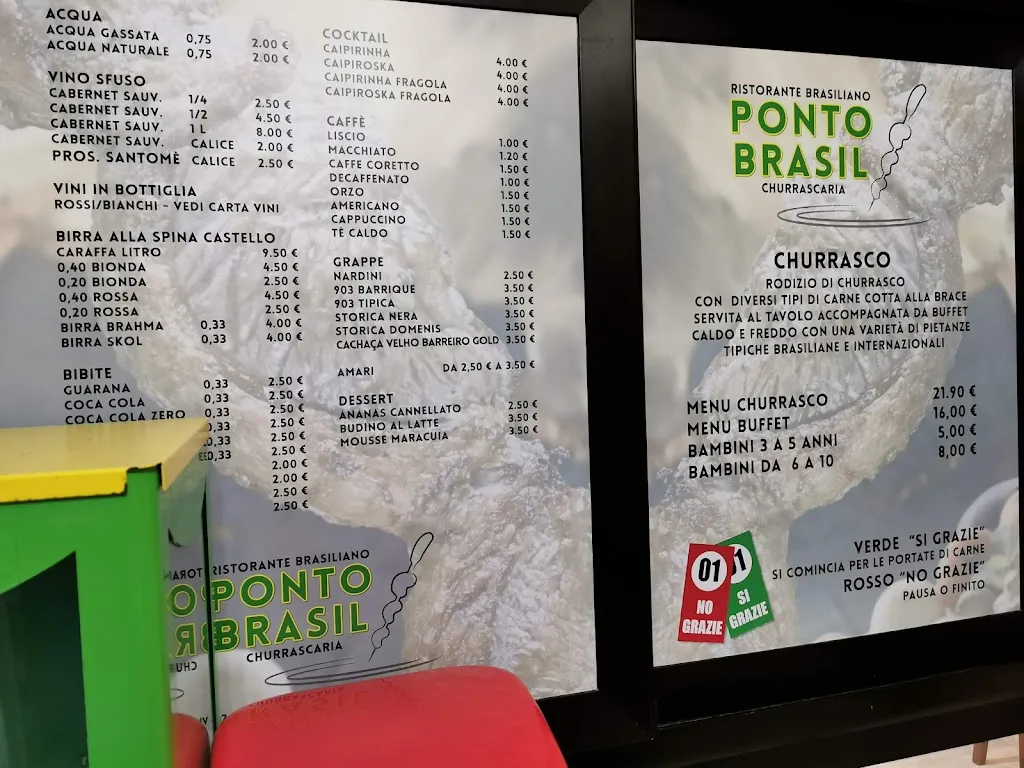 ACQUA
ACQUA GASSATA 0,75 2.00 €
ACQUA NATURALE 0,75 2.00 €
VINO SFUSO
CABERNET SAUV. 1/4 2.50 €
CABERNET SAUV. 1/2 4.50 €
CABERNET SAUV. 1 L 8.00 €
CABERNET SAUV. CALICE 2.00 €
PROS. SANTOMÈ CALICE 2.50 €
VINI IN BOTTIGLIA
ROSSI/BIANCHI - VEDI CARTA VINI
BIRRA ALLA SPINA CASTELLO
CARAFFA LITRO 9.50 €
0,40 BIONDA 4.50 €
0,20 BIONDA 2.50 €
0,40 ROSSA 4.50 €
0,20 ROSSA 2.50 €
BIRRA BRAHMA 0,33 4.00 €
BIRRA SKOL 0,33 4.00 €
BIBITE
GUARANA 0,33 2.50 €
COCA COLA 0,33 2.50 €
COCA COLA ZERO 0,33 2.50 €
0,33 2.50 €
0,33 2.50 €
2.00 €
2.00 €
2.50 €
2.50 €
COCKTAIL
CAIPIRINHA 4.00 €
CAIPIROSKA 4.00 €
CAIPIRINHA FRAGOLA 4.00 €
CAIPIROSKA FRAGOLA 4.00 €
CAFFÈ
LISCIO 1.00 €
MACCHIATO 1.20 €
CAFFE CORETTO 1.50 €
DECAFFENATO 1.00 €
ORZO 1.50 €
AMERICANO 1.50 €
CAPPUCCINO 1.50 €
TÈ CALDO 1.50 €
GRAPPE
NARDINI 2.50 €
903 BARRIQUE 3.50 €
903 TIPICA 3.50 €
STORICA NERA 3.50 €
STORICA DOMENIS 3.50 €
CACHAÇA VELHO BARREIRO GOLD 3.50 €
AMARI DA 2,50 € A 3.50 €
DESSERT
ANANAS CANNELLATO 2.50 €
BUDINO AL LATTE 3.50 €
MOUSSE MARACUIA 3.50 €
RISTORANTE BRASILIANO
PONTO
BRASIL
CHURRASCARIA
RISTORANTE BRASILIANO
PONTO
BRASIL
CHURRASCARIA
CHURRASCO
RODIZIO DI CHURRASCO
CON DIVERSI TIPI DI CARNE COTTA ALLA BRACE
SERVITA AL TAVOLO ACCOMPAGNATA DA BUFFET
CALDO E FREDDO CON UNA VARIETÀ DI PIETANZE
TIPICHE BRASILIANE E INTERNAZIONALI
MENU CHURRASCO 21.90 €
MENU BUFFET 16,00 €
BAMBINI 3 A 5 ANNI 5,00 €
BAMBINI DA 6 A 10 8,00 €
VERDE "SI GRAZIE"
SI COMINCIA PER LE PORTATE DI CARNE
ROSSO "NO GRAZIE"
PAUSA O FINITO
01
NO
GRAZIE
01
SI
GRAZIE